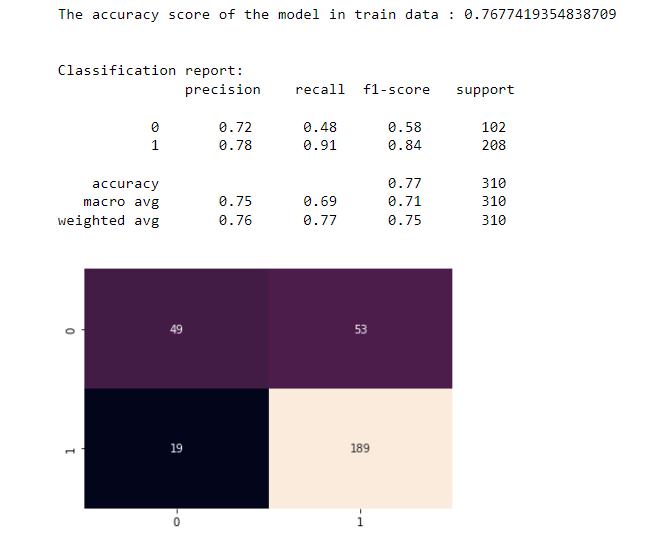 The accuracy score of the model in train data : 0.7677419354838709
Classification report:
precision recall f1-score support
0 0.72 0.48 0.58 102
1 0.78 0.91 0.84 208
accuracy 0.77 310
macro avg 0.75 0.69 0.71 310
weighted avg 0.76 0.77 0.75 310
0 49 53
1 19 189
0 1